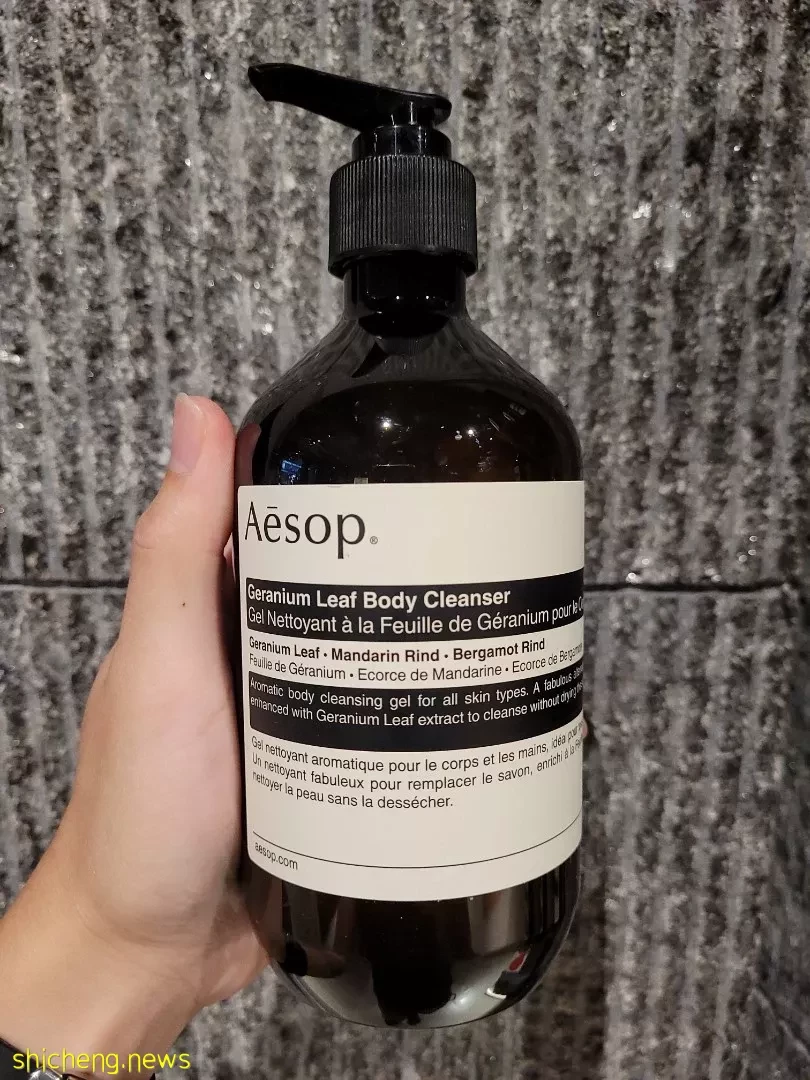 Aēsop®
Geranium Leaf Body Cleanser
Gel Nettoyant à la Feuille de Géranium pour le
Geranium Leaf • Mandarin Rind • Bergamot Rind
Feuille de Géranium • Ecorce de Mandarine • Ecorce de
Aromatic body cleansing gel for all skin types. A fabulous
enhanced with Geranium Leaf extract to cleanse without drying
Gel nettoyant aromatique pour le corps et les mains,
Un nettoyant fabuleux pour remplacer le savon, enrichi à la
nettoyer la peau sans la dessécher.
aesop.com
shicheng.news